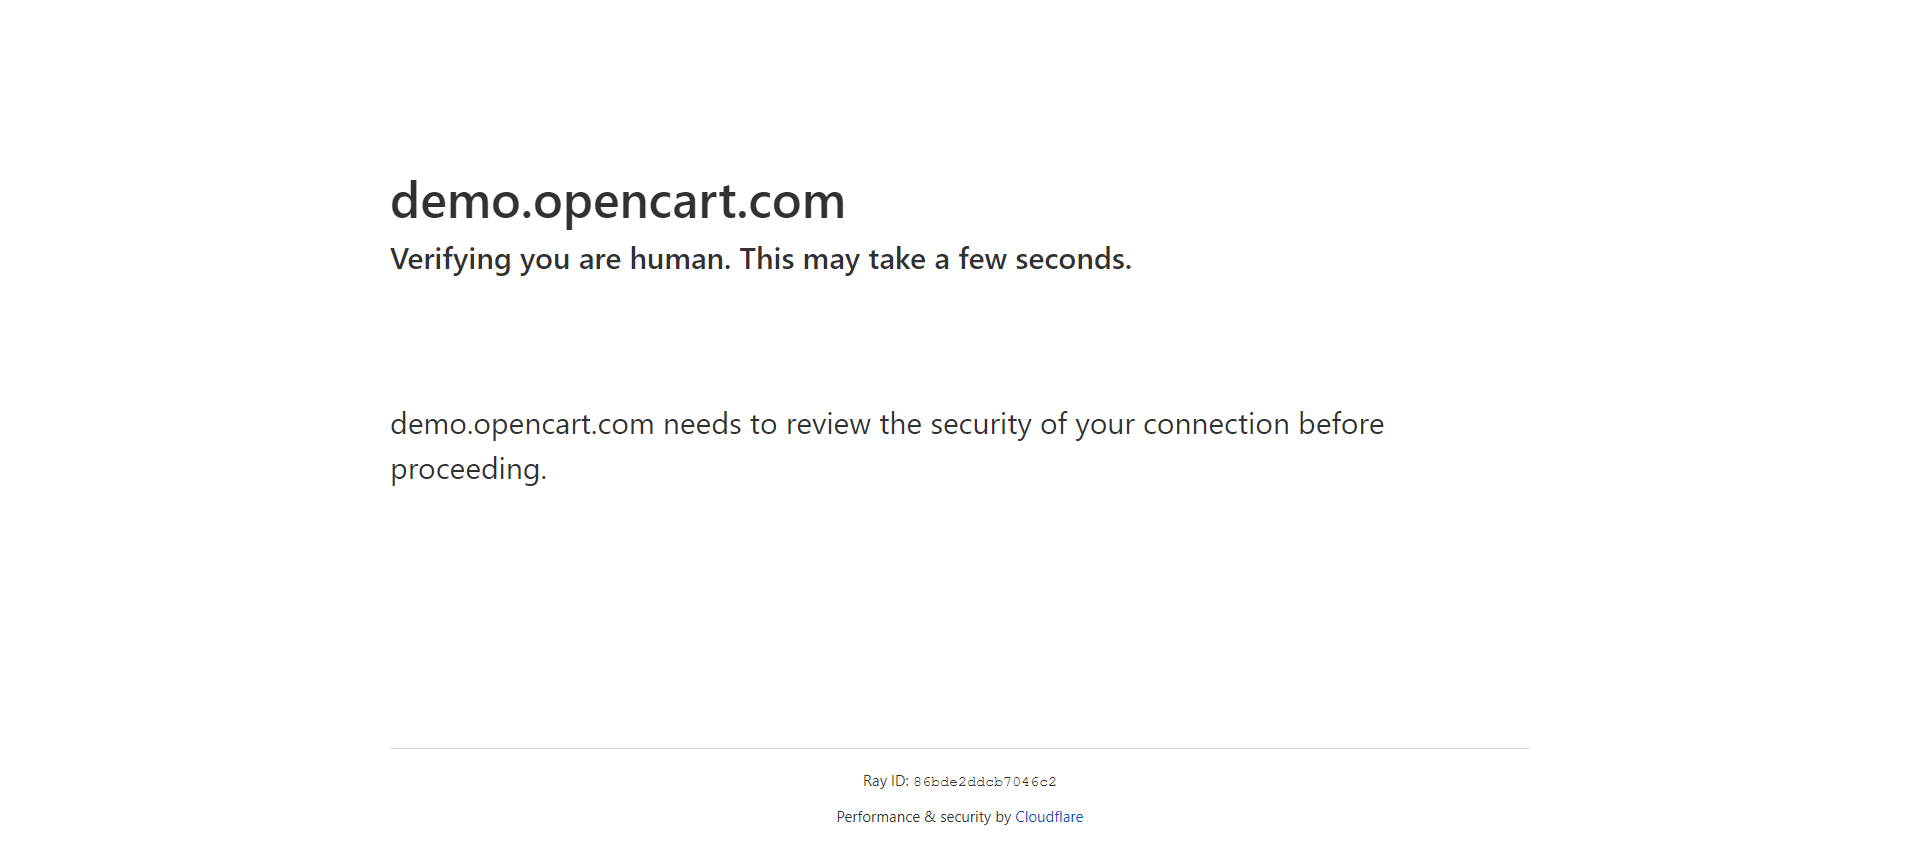 demo.opencart.com
Verifying you are human. This may take a few seconds.
demo.opencart.com needs to review the security of your connection before
proceeding.
Ray ID: 86bde2ddcb7046c2
Performance & security by Cloudflare